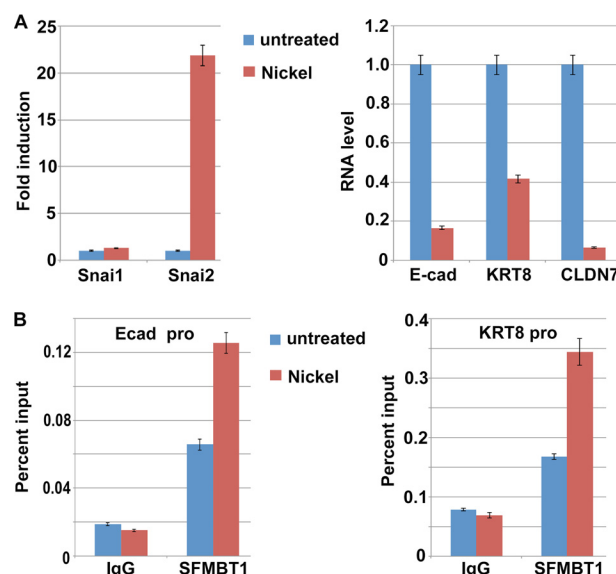 A
Fold induction
25
20
15
10
5
0
Snai1 Snai2
untreated
Nickel
RNA level
1.2
1.0
0.8
0.6
0.4
0.2
0
E-cad KRT8 CLDN7
B
Ecad pro
Percent input
0.12
0.08
0.04
0
IgG SFMBT1
untreated
Nickel
KRT8 pro
Percent input
0.4
0.3
0.2
0.1
0
IgG SFMBT1